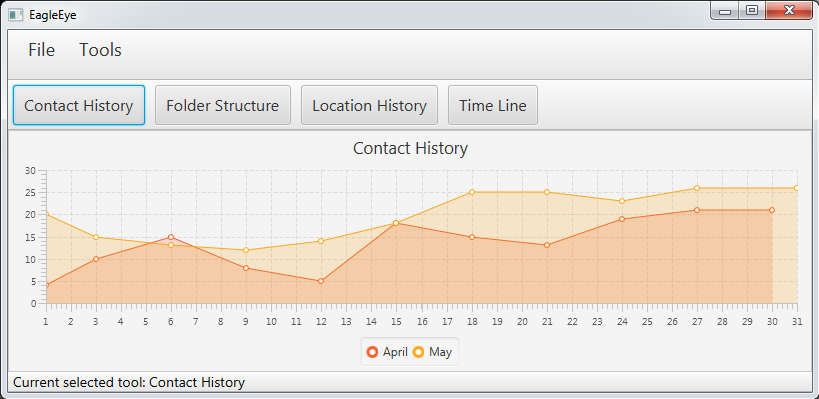 EagleEye
File Tools
Contact History Folder Structure Location History Time Line
Contact History
30
25
20
15
10
5
0
1 2 3 4 5 6 7 8 9 10 11 12 13 14 15 16 17 18 19 20 21 22 23 24 25 26 27 28 29 30 31
April May
Current selected tool: Contact History